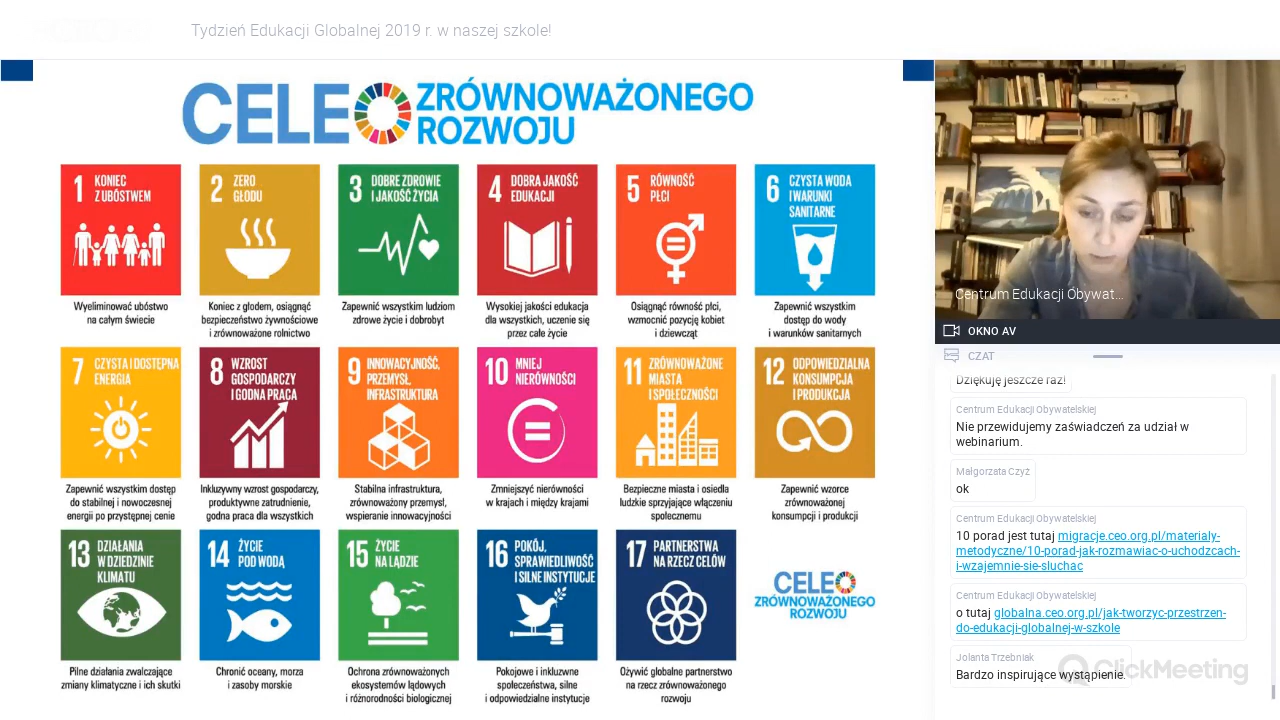 Tydzień Edukacji Globalnej 2019 r. w naszej szkole!
CELE ZRÓWNOWAŻONEGO
ROZWOJU
1 KONIEC
Z UBÓSTWEM
Wyeliminować ubóstwo
na całym świecie
2 ZERO
GŁODU
Koniec z głodem, osiągnąć
bezpieczeństwo żywnościowe
i zrównoważone rolnictwo
3 DOBRE ZDROWIE
I JAKOŚĆ ŻYCIA
Zapewnić wszystkim ludziom
zdrowe życie i dobrobyt
4 DOBRA JAKOŚĆ
EDUKACJI
Wysokiej jakości edukacja
dla wszystkich, uczenie się
przez całe życie
5 RÓWNOŚĆ
PŁCI
Osiągnąć równość płci,
wzmocnić pozycję kobiet
i dziewcząt
6 CZYSTA WODA
I WARUNKI
SANITARNE
Zapewnić wszystkim
dostęp do wody
i warunków sanitarnych
7 CZYSTA I DOSTĘPNA
ENERGIA
Zapewnić wszystkim dostęp
do stabilnej i nowoczesnej
energii po przystępnej cenie
8 WZROST
GOSPODARCZY
I GODNA PRACA
Inkluzywny wzrost gospodarczy,
produktywne zatrudnienie,
godna praca dla wszystkich
9 INNOWACYJNOŚĆ,
PRZEMYSŁ,
INFRASTRUKTURA
Stabilna infrastruktura,
zrównoważony przemysł,
wspieranie innowacyjności
10 MNIEJ
NIERÓWNOŚCI
Zmniejszyć nierówności
w krajach i między krajami
11 ZRÓWNOWAŻONE
MIASTA
I SPOŁECZNOŚCI
Bezpieczne miasta i osiedla
ludzkie sprzyjające włączeniu
społecznemu
12 ODPOWIEDZIALNA
KONSUMPCJA
I PRODUKCJA
Zapewnić wzorce
zrównoważonej
konsumpcji i produkcji
13 DZIAŁANIA
W DZIEDZINIE
KLIMATU
Pilne działania zwalczające
zmiany klimatyczne i ich skutki
14 ŻYCIE
POD WODĄ
Chronić oceany, morza
i zasoby morskie
15 ŻYCIE
NA LĄDZIE
Ochrona zrównoważonych
ekosystemów lądowych
i różnorodności biologicznej
16 POKÓJ,
SPRAWIEDLIWOŚĆ
I SILNE INSTYTUCJE
Pokojowe i inkluzywne
społeczeństwa, silne
i odpowiedzialne instytucje
17 PARTNERSTWA
NA RZECZ CELÓW
Ożywić globalne partnerstwo
na rzecz zrównoważonego
rozwoju
CELE
ZRÓWNOWAŻONEGO
ROZWOJU
Centrum Edukacji Obywat...
OKNO AV
CZAT
Dziękuję jeszcze raz!
Centrum Edukacji Obywatelskiej
Nie przewidujemy zaświadczeń za udział w
webinarium.
Małgorzata Czyż
ok
Centrum Edukacji Obywatelskiej
10 porad jest tutaj migracje.ceo.org.pl/materialy-
metodyczne/10-porad-jak-rozmawiac-o-uchodzcach-
i-wzajemnie-sie-sluchac
Centrum Edukacji Obywatelskiej
o tutaj globalna.ceo.org.pl/jak-tworzyc-przestrzen-
do-edukacji-globalnej-w-szkole
Jolanta Trzebniak
Bardzo inspirujące wystąpienie.
ClickMeeting